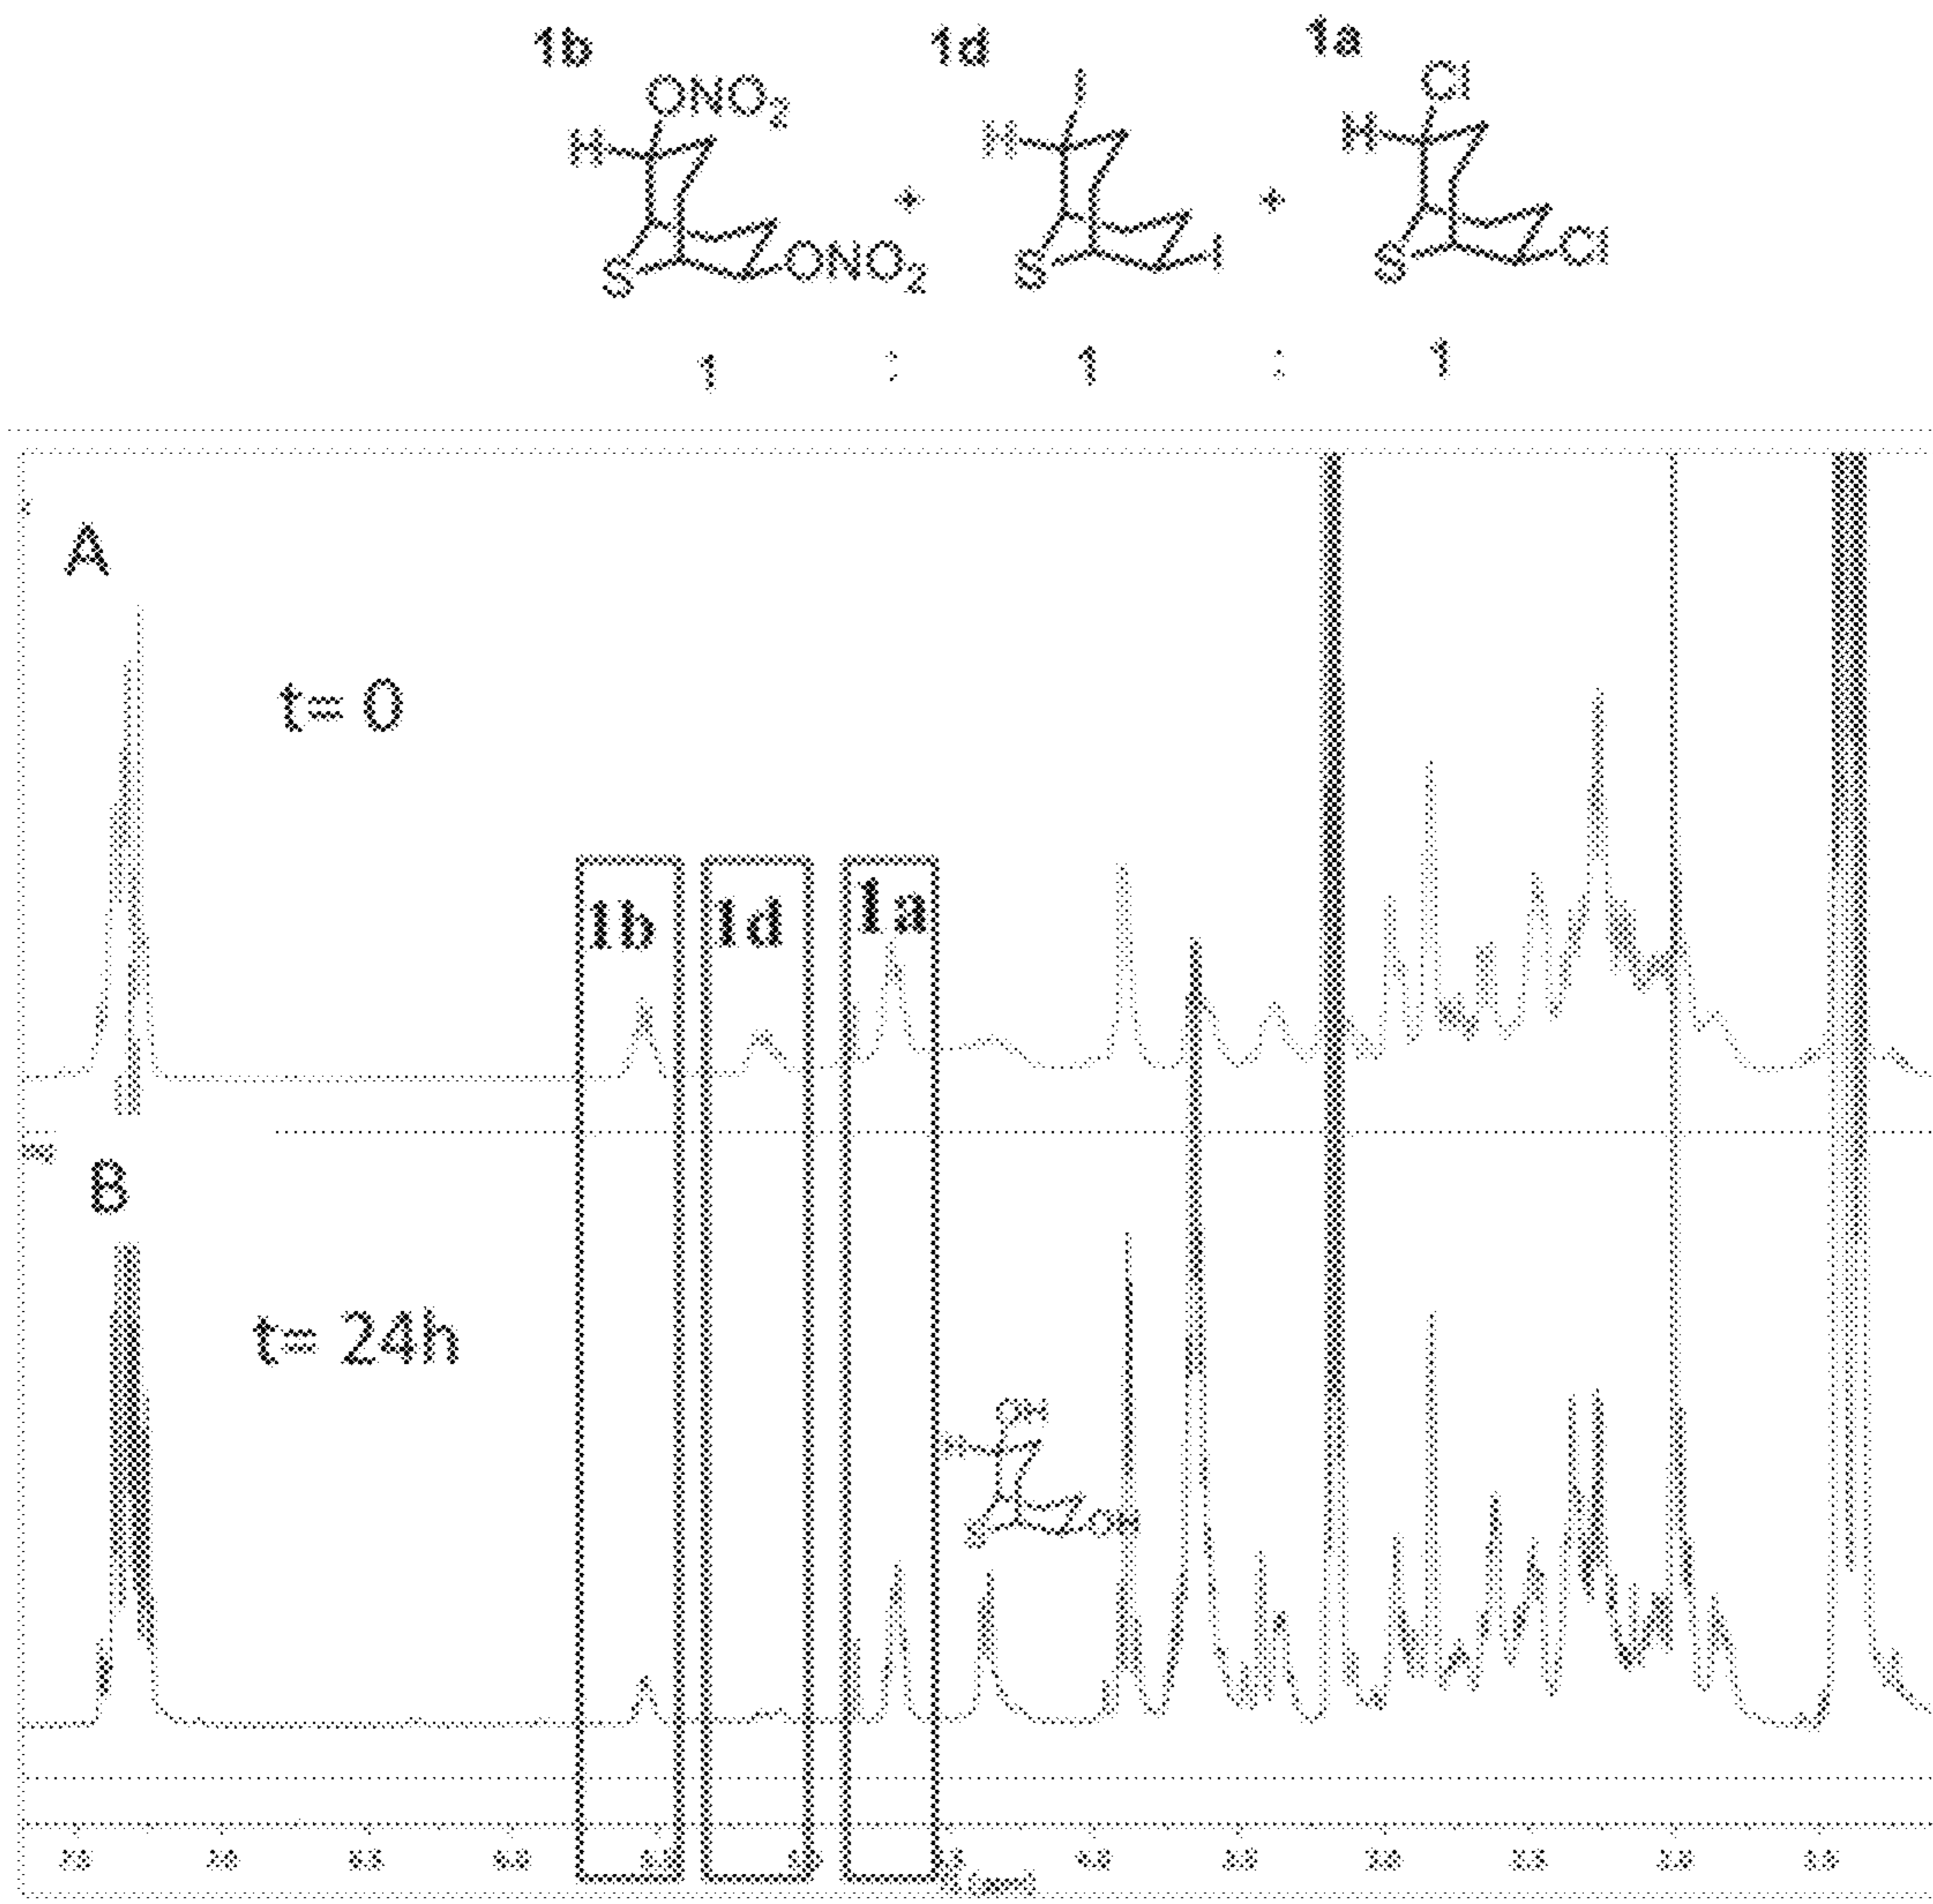 1b 1d 1a
ONO2 I Cl
H H H
S ONO2 + S I + S Cl
1 : 1 : 1
A
t= 0
1b 1d 1a
B
t= 24h
OH
H
S OH